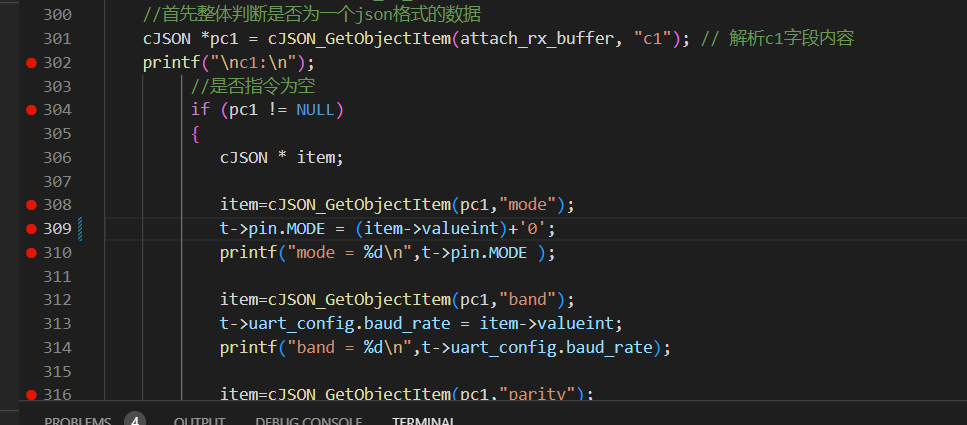 300 //首先整体判断是否为一个json格式的数据
301 cJSON *pc1 = cJSON_GetObjectItem(attach_rx_buffer, "c1"); // 解析c1字段内容
302 printf("\nc1:\n");
303 //是否指令为空
304 if (pc1 != NULL)
305 {
306 cJSON * item;
307
308 item=cJSON_GetObjectItem(pc1,"mode");
309 t->pin.MODE = (item->valueint)+'0';
310 printf("mode = %d\n",t->pin.MODE );
311
312 item=cJSON_GetObjectItem(pc1,"band");
313 t->uart_config.baud_rate = item->valueint;
314 printf("band = %d\n",t->uart_config.baud_rate);
315
316 item=cJSON_GetObjectItem(pc1,"parity");
PROBLEMS 4 OUTPUT DEBUG CONSOLE TERMINAL